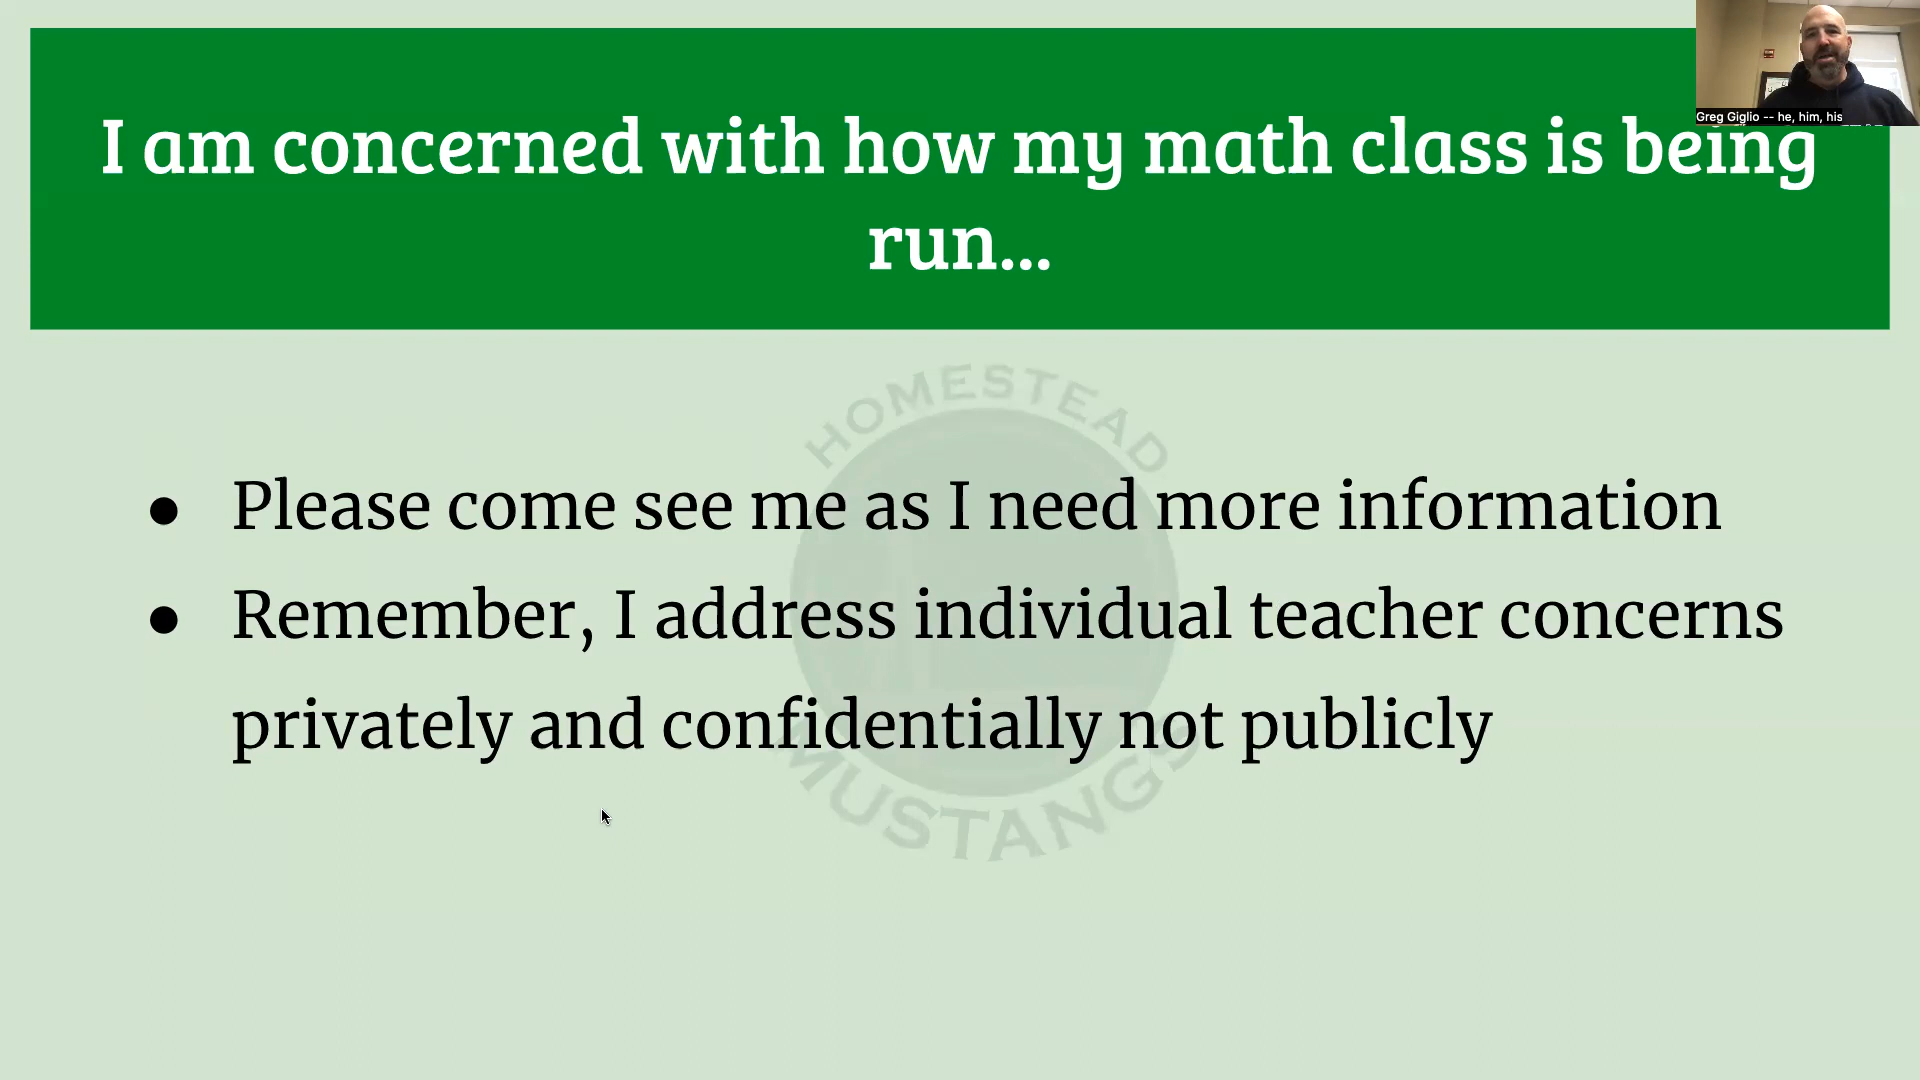 Greg Giglio -- he, him, his
I am concerned with how my math class is being
run...
HOMESTEAD
● Please come see me as I need more information
● Remember, I address individual teacher concerns
privately and confidentially not publicly
MUSTANGS